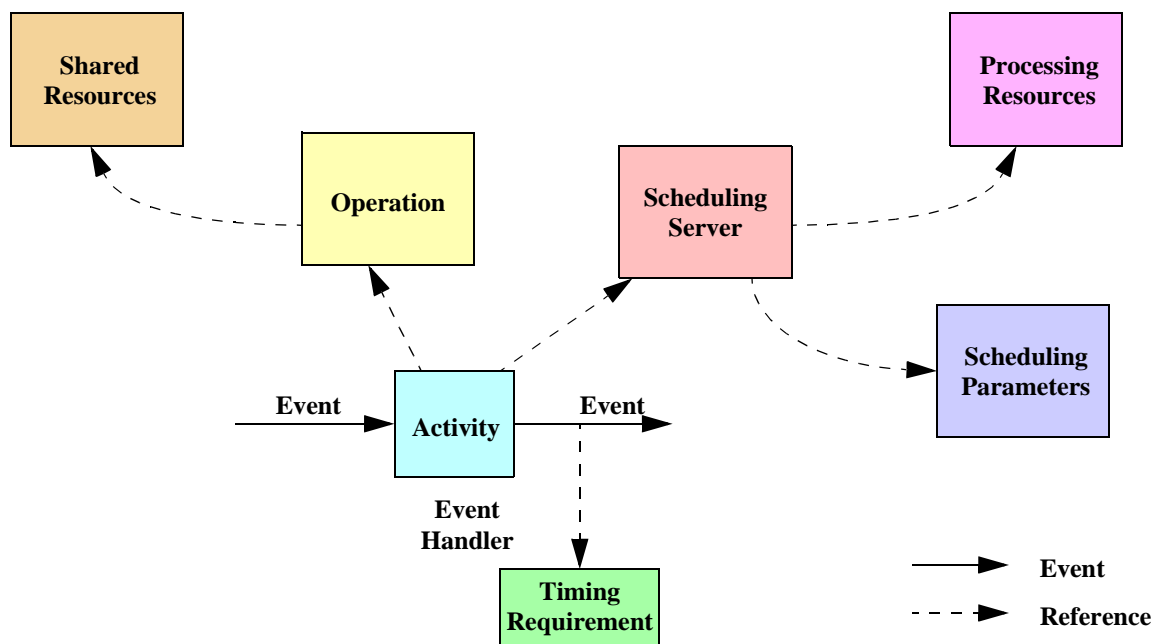 Shared
Resources
Processing
Resources
Operation
Scheduling
Server
Scheduling
Parameters
Event
Activity
Event
Event
Handler
Timing
Requirement
Event
Reference